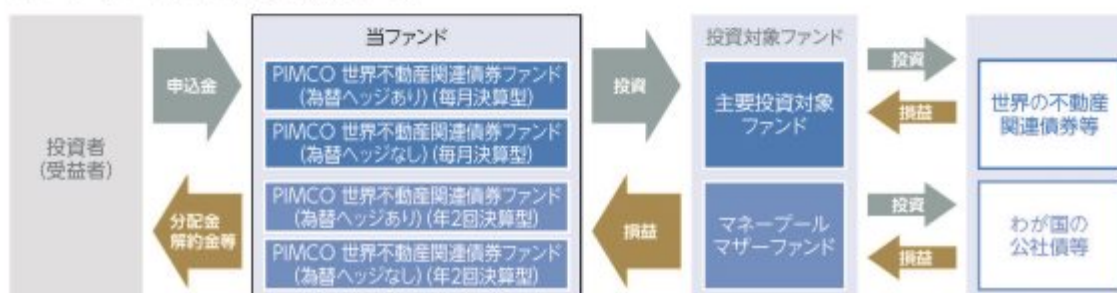 投資者
(受益者)
申込金
分配金
解約金等
当ファンド
PIMCO 世界不動産関連債券ファンド
(為替ヘッジあり)(毎月決算型)
PIMCO 世界不動産関連債券ファンド
(為替ヘッジなし)(毎月決算型)
PIMCO 世界不動産関連債券ファンド
(為替ヘッジあり)(年2回決算型)
PIMCO 世界不動産関連債券ファンド
(為替ヘッジなし)(年2回決算型)
投資
損益
投資対象ファンド
主要投資対象
ファンド
マネープール
マザーファンド
投資
損益
投資
損益
世界の不動産
関連債券等
わが国の
公社債等